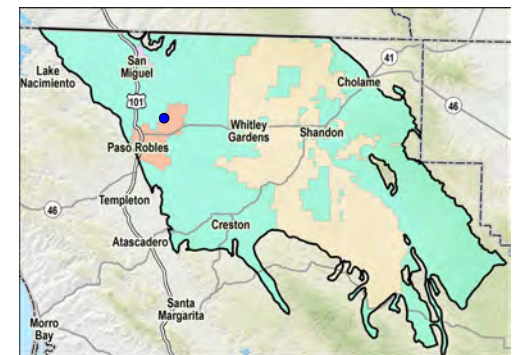 San
Miguel
Lake
Nacimiento
41
Cholame
101
46
Whitley
Gardens
Shandon
Paso Robles
Templeton
46
Creston
Atascadero
Santa
Margarita
Morro
Bay